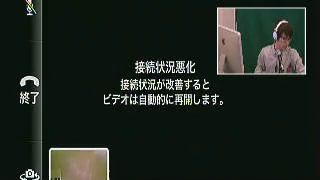 接続状況悪化
接続状況が改善すると
ビデオは自動的に再開します。
終了